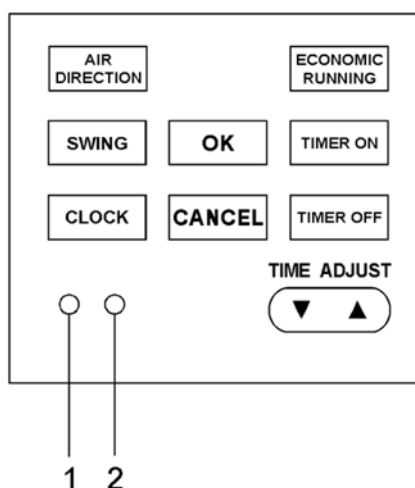 AIR
DIRECTION
ECONOMIC
RUNNING
SWING
OK
TIMER ON
CLOCK
CANCEL
TIMER OFF
TIME ADJUST
▼ ▲
1 2